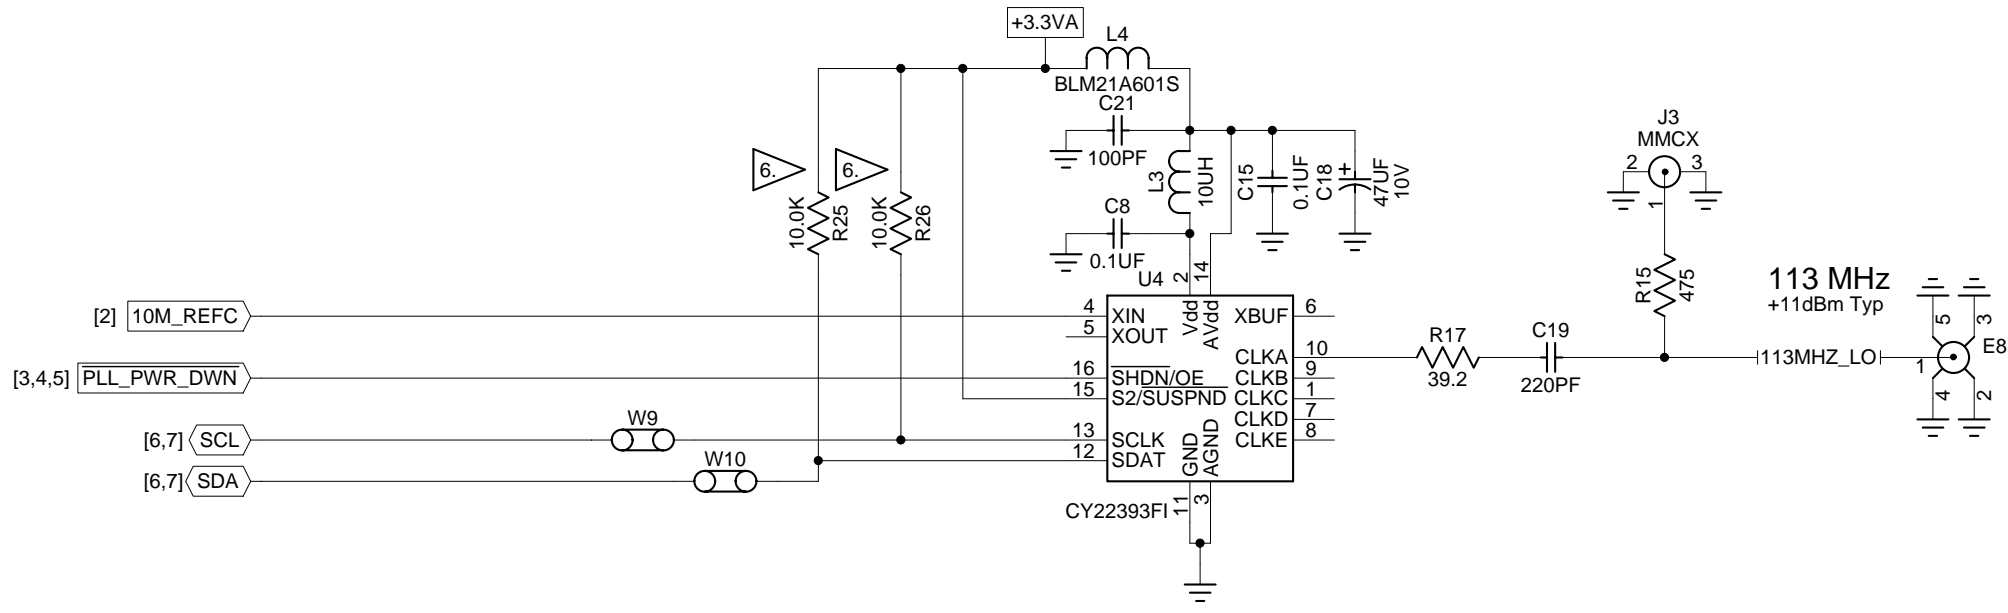 +3.3VA
L4
BLM21A601S
C21
100PF
J3
MMCX
2
3
1
6.
6.
10.0K
R25
10.0K
R26
L3
10UH
C15
0.1UF
C18
+
47UF
10V
C8
0.1UF
U4
2
14
R15
475
113 MHz
+11dBm Typ
[2] 10M_REFC
4
XIN
5
XOUT
Vdd
AVdd
XBUF
6
[3,4,5] PLL_PWR_DWN
16
SHDN/OE
15
S2/SUSPND
CLKA
10
CLKB
9
CLKC
1
CLKD
7
CLKE
8
R17
39.2
C19
220PF
113MHZ_LO
1
5
3
E8
4
2
[6,7] SCL
W9
13
SCLK
[6,7] SDA
W10
12
SDAT
GND
AGND
CY22393FI
11
3